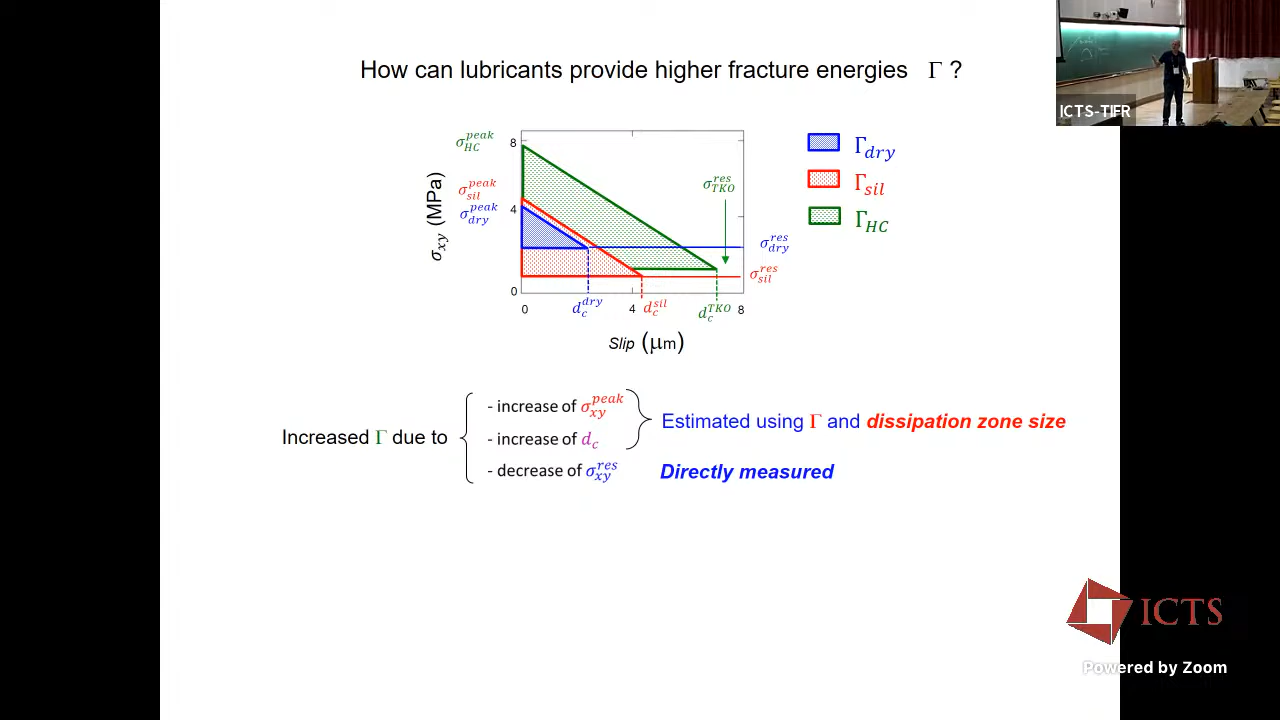 How can lubricants provide higher fracture energies Γ ?
ICTS-TIFR
σ_HC^peak
8
σ_sil^peak
σ_dry^peak
4
0
σ_xy (MPa)
σ_TKO^res
σ_dry^res
σ_sil^res
0
d_c^dry
4
d_c^sil
d_c^TKO
8
Slip (μm)
Γ_dry
Γ_sil
Γ_HC
Increased Γ due to
- increase of σ_xy^peak
- increase of d_c
- decrease of σ_xy^res
Estimated using Γ and dissipation zone size
Directly measured
ICTS
Powered by Zoom